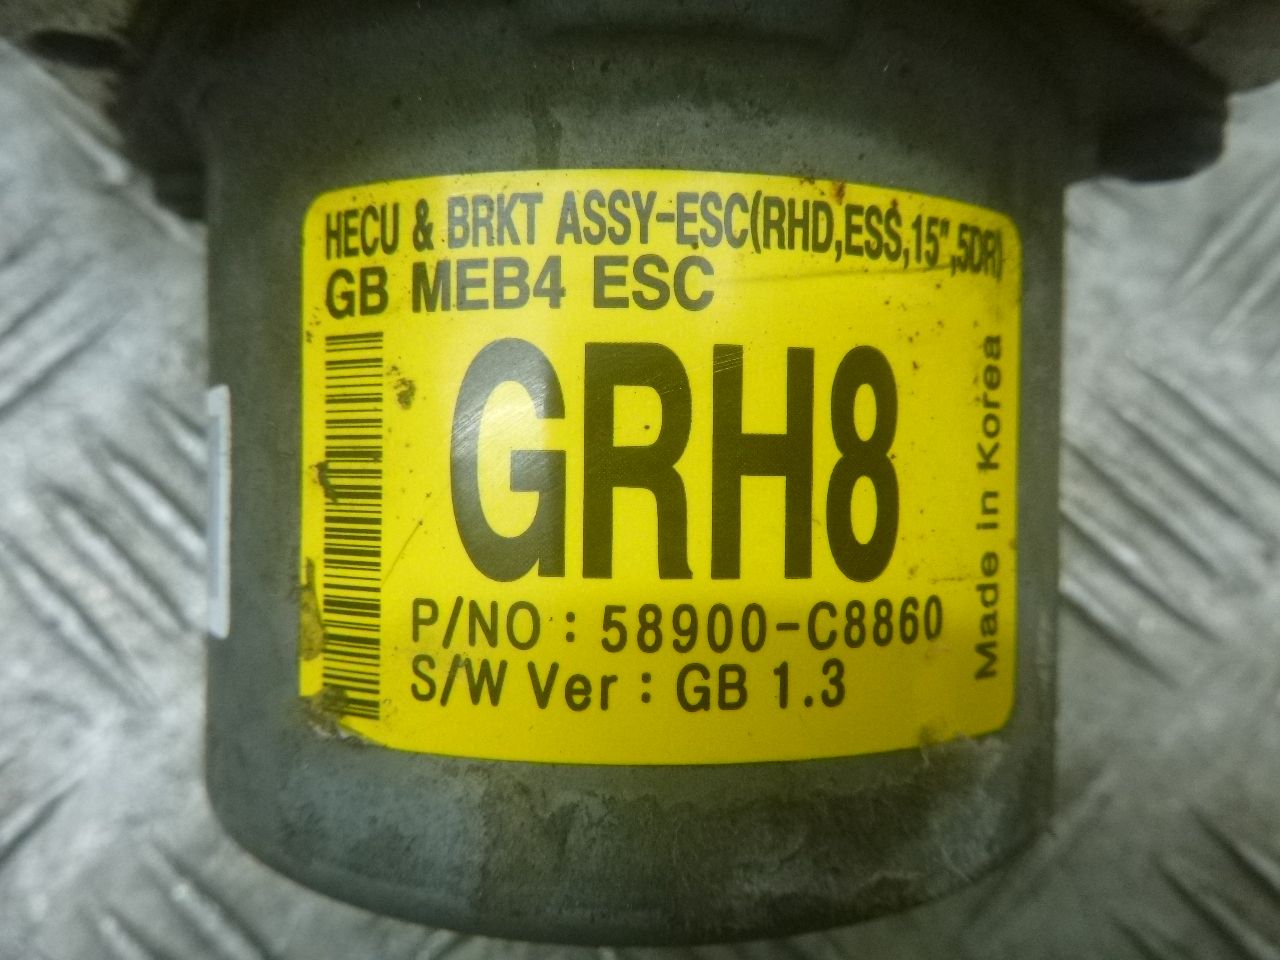 HECU & BRKT ASSY-ESC(RHD,ESS,15",5DR)
GB MEB4 ESC
GRH8
P/NO : 58900-C8860
S/W Ver : GB 1.3
Made in Korea